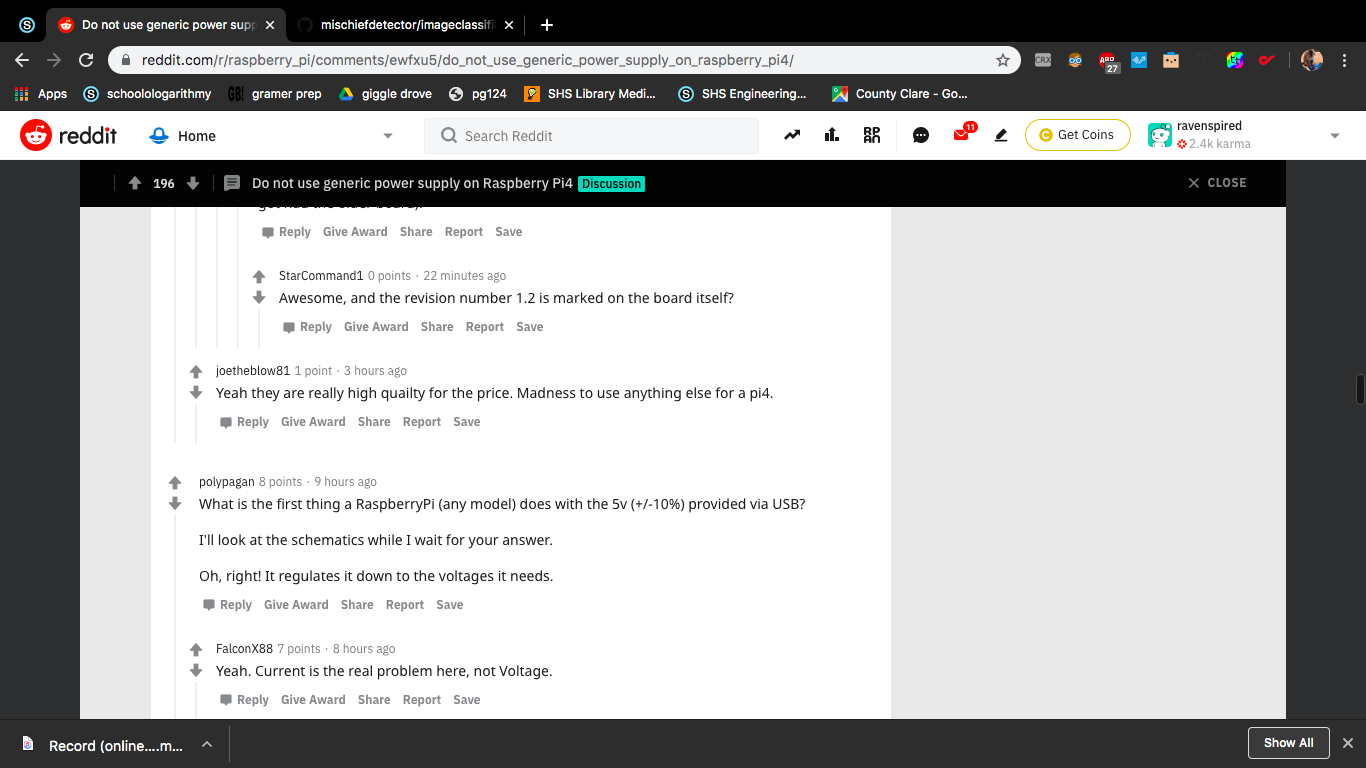 Do not use generic power supp
mischiefdetector/imageclassifi
reddit.com/r/raspberry_pi/comments/ewfxu5/do_not_use_generic_power_supply_on_raspberry_pi4/
CRX
ABP
27
Apps
schoolologarithmy
GB!
gramer prep
giggle drove
pg124
SHS Library Medi...
SHS Engineering...
County Clare - Go...
reddit
Home
Search Reddit
11
Get Coins
ravenspired
2.4k karma
196
Do not use generic power supply on Raspberry Pi4
Discussion
CLOSE
Reply Give Award Share Report Save
StarCommand1 0 points · 22 minutes ago
Awesome, and the revision number 1.2 is marked on the board itself?
Reply Give Award Share Report Save
joetheblow81 1 point · 3 hours ago
Yeah they are really high quailty for the price. Madness to use anything else for a pi4.
Reply Give Award Share Report Save
polypagan 8 points · 9 hours ago
What is the first thing a RaspberryPi (any model) does with the 5v (+/-10%) provided via USB?
I'll look at the schematics while I wait for your answer.
Oh, right! It regulates it down to the voltages it needs.
Reply Give Award Share Report Save
FalconX88 7 points · 8 hours ago
Yeah. Current is the real problem here, not Voltage.
Reply Give Award Share Report Save
Record (online....m...
Show All